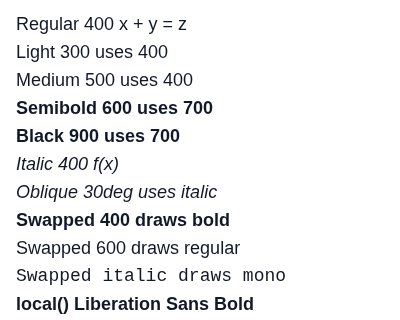 Regular 400 x + y = z
Light 300 uses 400
Medium 500 uses 400
Semibold 600 uses 700
Black 900 uses 700
Italic 400 f(x)
Oblique 30deg uses italic
Swapped 400 draws bold
Swapped 600 draws regular
Swapped italic draws mono
local() Liberation Sans Bold